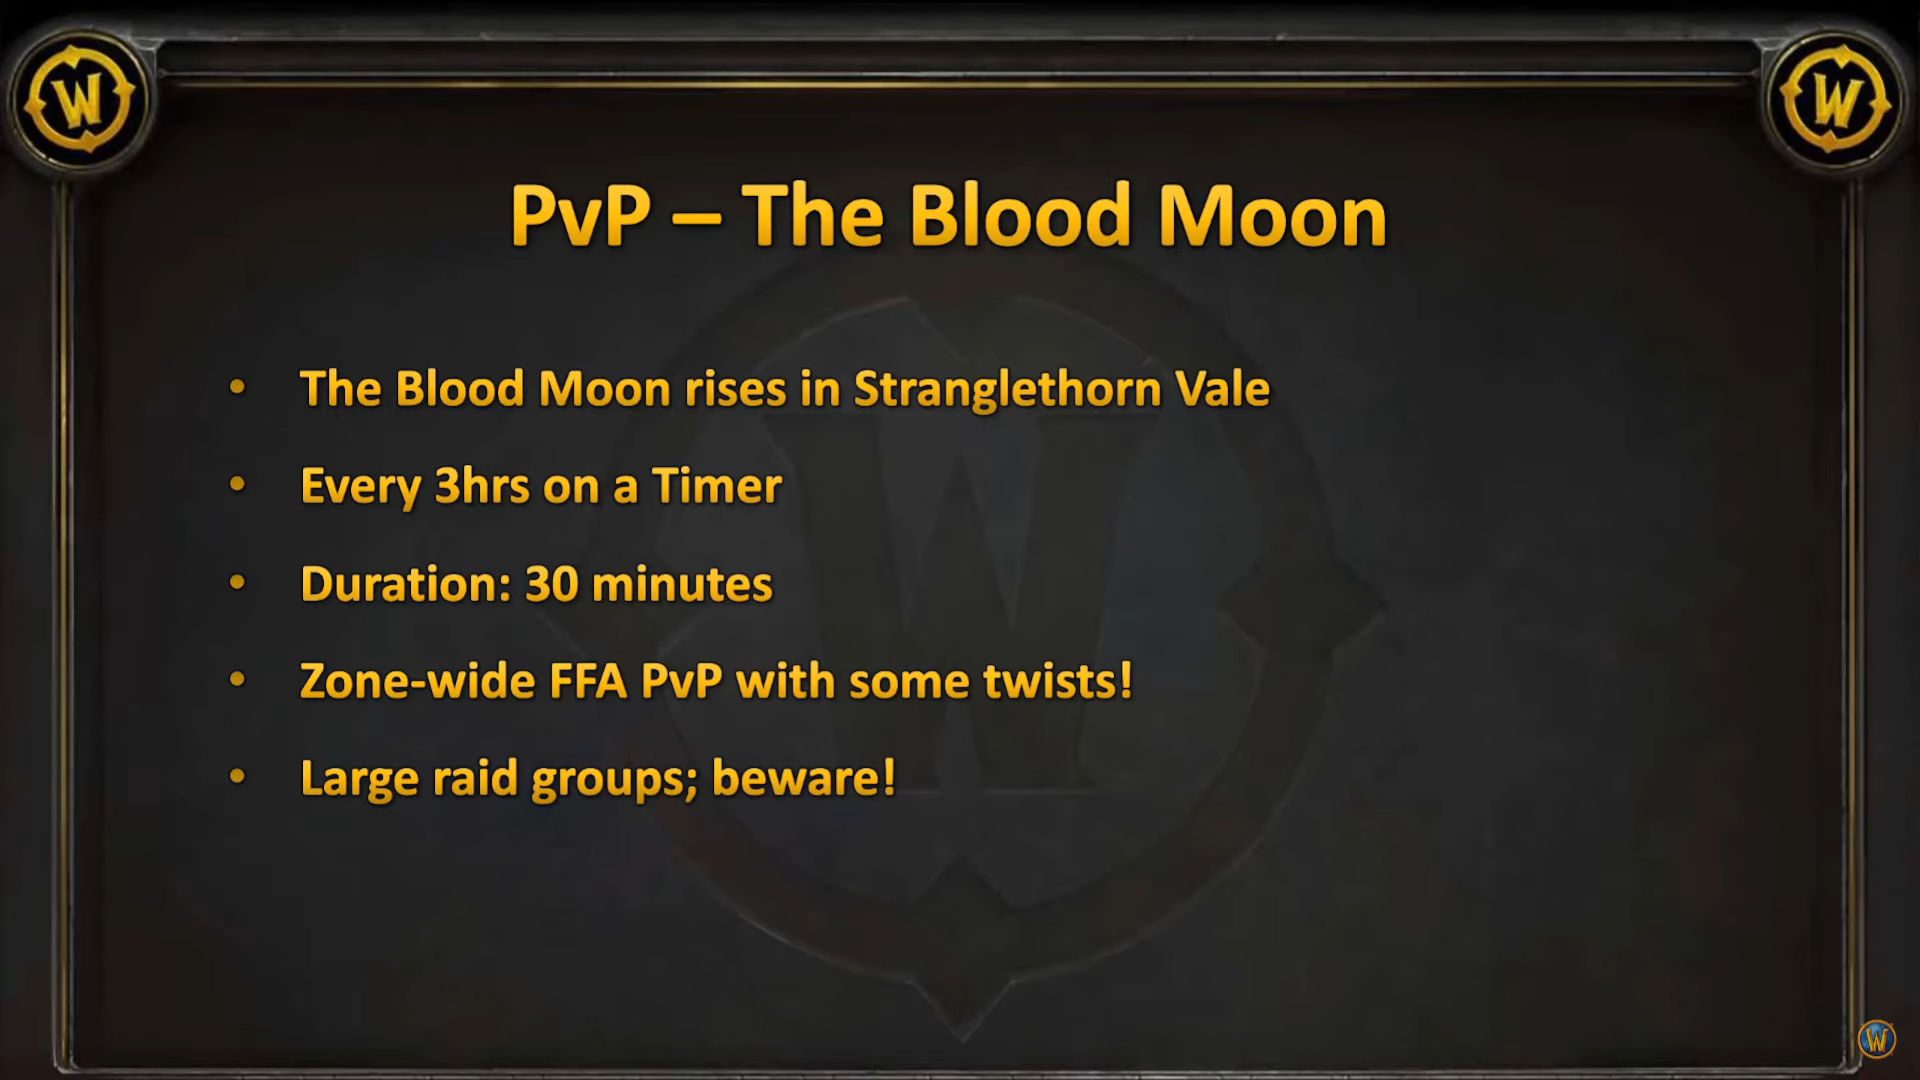 PvP – The Blood Moon
• The Blood Moon rises in Stranglethorn Vale
• Every 3hrs on a Timer
• Duration: 30 minutes
• Zone-wide FFA PvP with some twists!
• Large raid groups; beware!
W
W
W
W